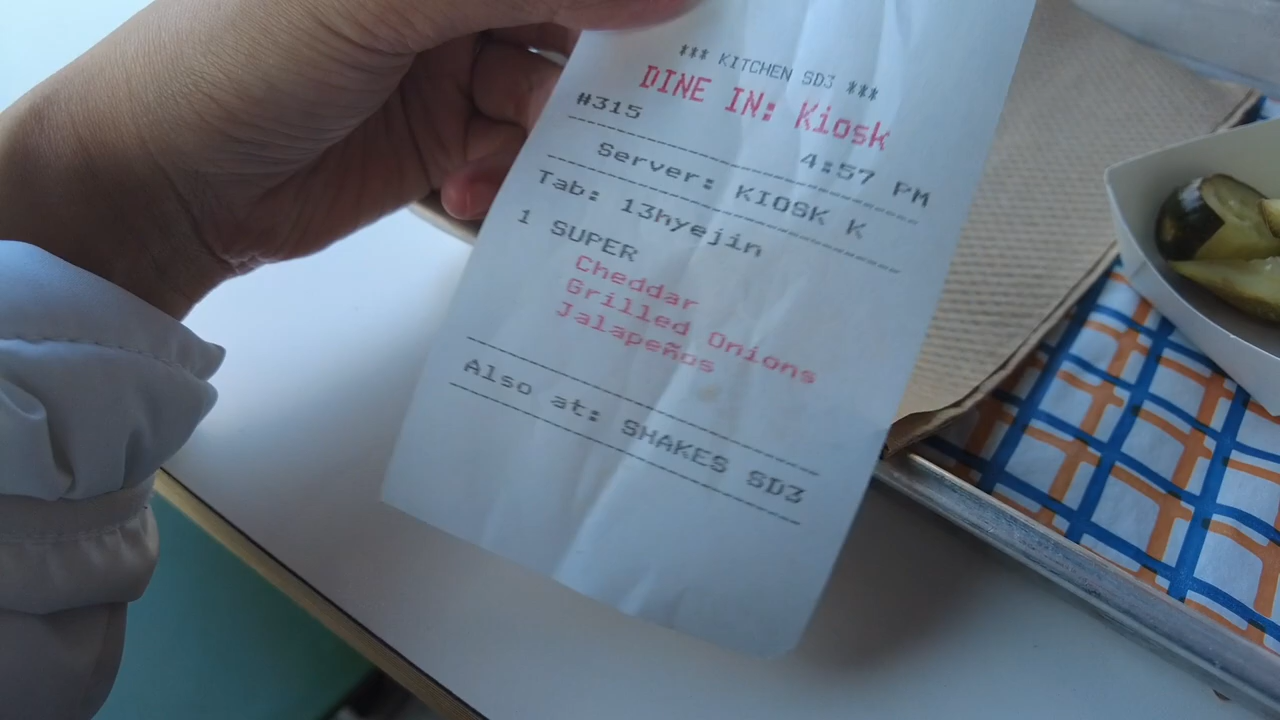 *** KITCHEN SD3 ***
DINE IN: Kiosk
#315 4:57 PM
Server: KIOSK K
Tab: 13hyejin
1 SUPER
Cheddar
Grilled Onions
Jalapeños
Also at: SHAKES SD3